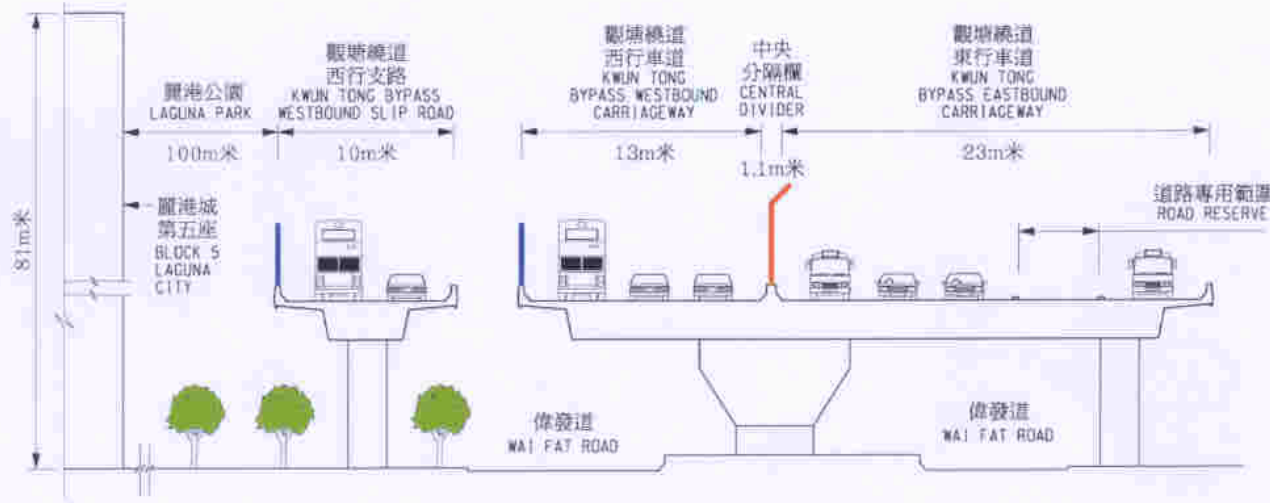 麗港公園
LAGUNA PARK
100m米
觀塘繞道
西行支路
KWUN TONG BYPASS
WESTBOUND SLIP ROAD
10m米
觀塘繞道
西行車道
KWUN TONG
BYPASS WESTBOUND
CARRIAGEWAY
13m米
中央
分隔欄
CENTRAL
DIVIDER
1.1m米
觀塘繞道
東行車道
KWUN TONG
BYPASS EASTBOUND
CARRIAGEWAY
23m米
道路專用範圍
ROAD RESERVE
81m米
麗港城
第五座
BLOCK 5
LAGUNA
CITY
偉發道
WAI FAT ROAD
偉發道
WAI FAT ROAD